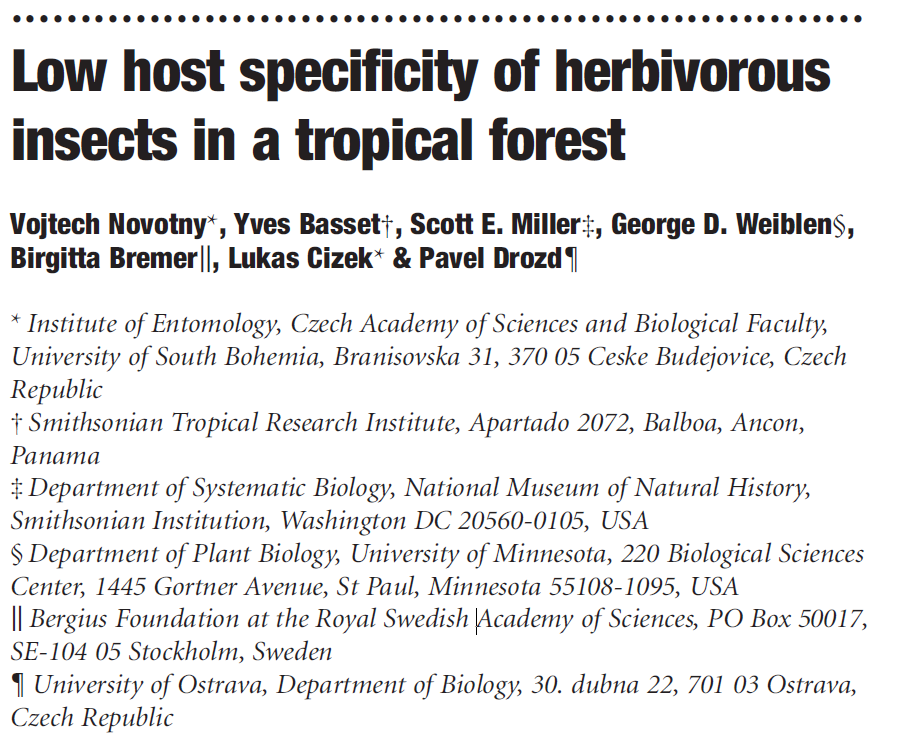 Low host specificity of herbivorous
insects in a tropical forest
Vojtech Novotny*, Yves Basset†, Scott E. Miller‡, George D. Weiblen§,
Birgitta Bremer||, Lukas Cizek* & Pavel Drozd¶
* Institute of Entomology, Czech Academy of Sciences and Biological Faculty,
University of South Bohemia, Branisovska 31, 370 05 Ceske Budejovice, Czech
Republic
† Smithsonian Tropical Research Institute, Apartado 2072, Balboa, Ancon,
Panama
‡ Department of Systematic Biology, National Museum of Natural History,
Smithsonian Institution, Washington DC 20560-0105, USA
§ Department of Plant Biology, University of Minnesota, 220 Biological Sciences
Center, 1445 Gortner Avenue, St Paul, Minnesota 55108-1095, USA
|| Bergius Foundation at the Royal Swedish Academy of Sciences, PO Box 50017,
SE-104 05 Stockholm, Sweden
¶ University of Ostrava, Department of Biology, 30. dubna 22, 701 03 Ostrava,
Czech Republic